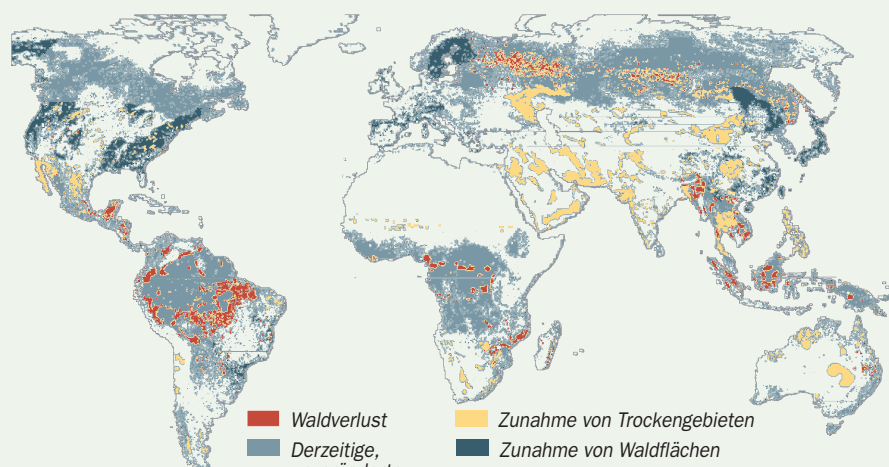 Waldverlust
Derzeitige,
Zunahme von Trockengebieten
Zunahme von Waldflächen